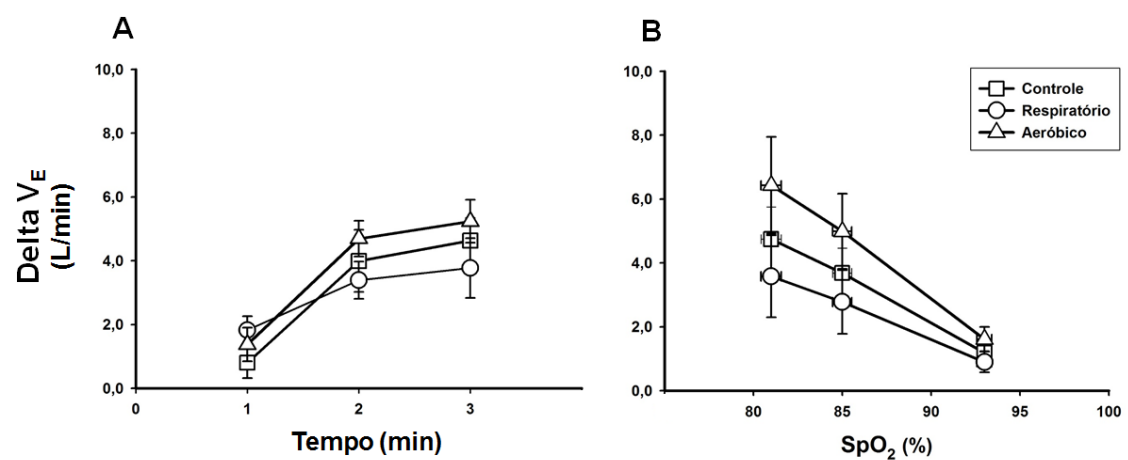 A
10,0
8,0
6,0
4,0
2,0
0,0
0
1
2
3
Tempo (min)
Delta VE
(L/min)
B
10,0
8,0
6,0
4,0
2,0
0,0
80
85
90
95
100
SpO2 (%)
Controle
Respiratório
Aeróbico